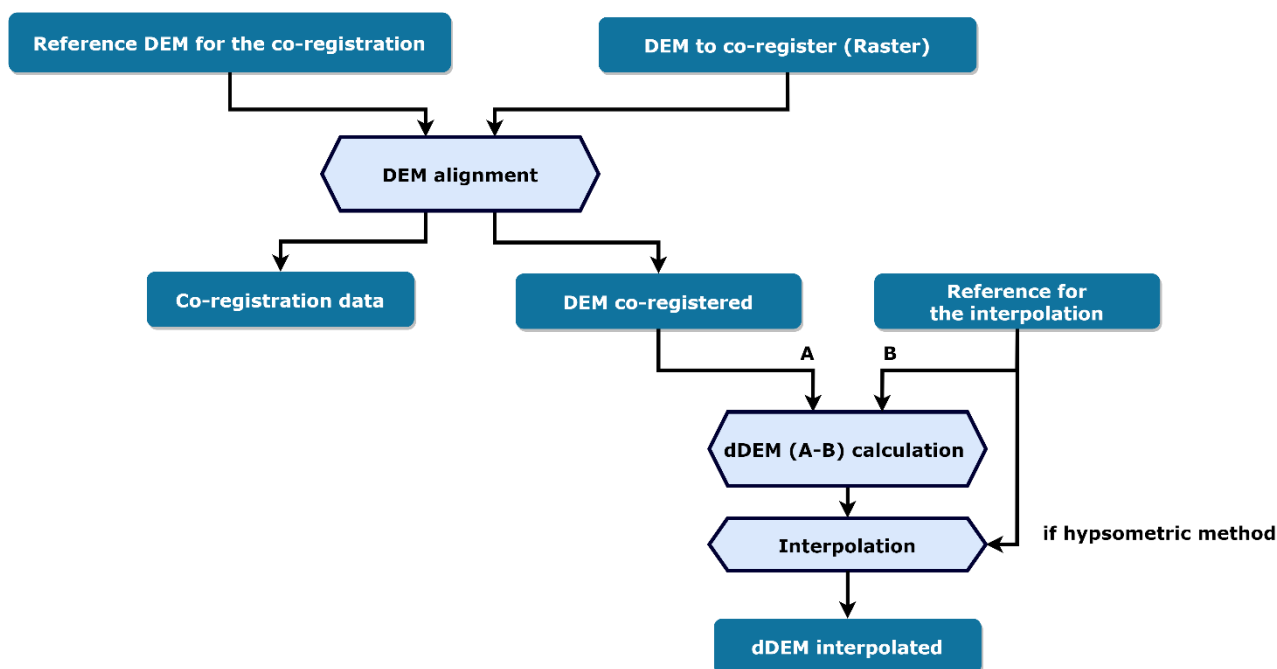 Reference DEM for the co-registration
DEM to co-register (Raster)
DEM alignment
Co-registration data
DEM co-registered
Reference for
the interpolation
A
B
dDEM (A-B) calculation
Interpolation
if hypsometric method
dDEM interpolated